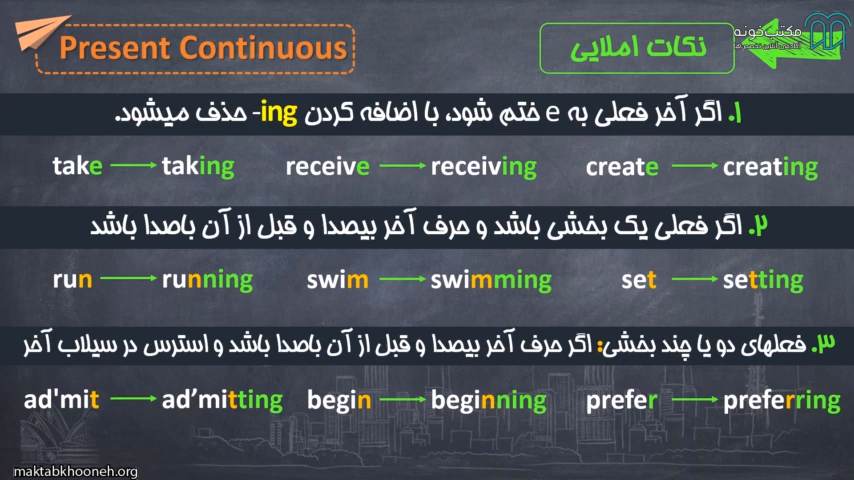 Present Continuous
نکات املایی
مکتب‌خونه
۱. اگر آخر فعلی به e ختم شود، با اضافه کردن ing- حذف میشود.
take → taking receive → receiving create → creating
۲. اگر فعلی یک بخشی باشد و حرف آخر بیصدا و قبل از آن باصدا باشد
run → running swim → swimming set → setting
۳. فعلهای دو یا چند بخشی: اگر حرف آخر بیصدا و قبل از آن باصدا باشد و استرس در سیلاب آخر
ad'mit → ad’mitting begin → beginning prefer → preferring
maktabkhooneh.org